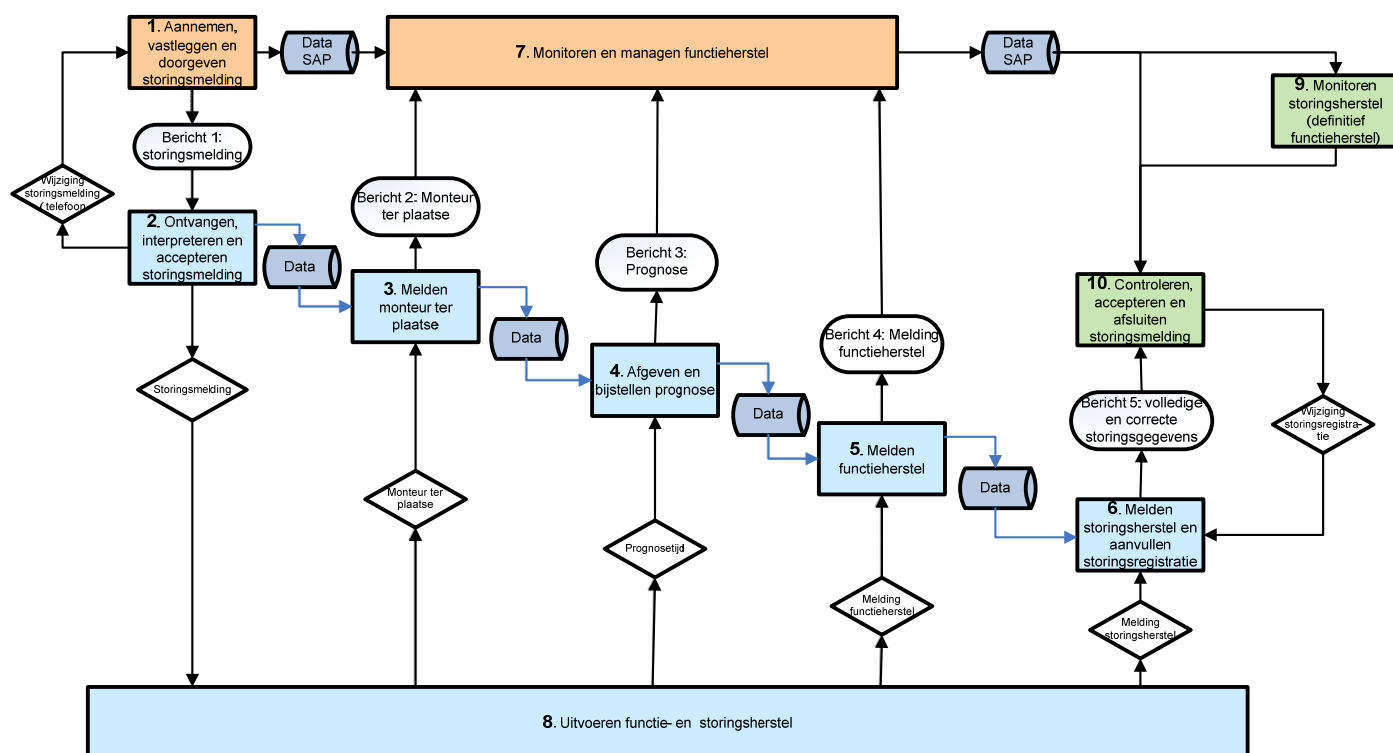 1. Aannemen,
vastleggen en
doorgeven
storingsmelding
Data
SAP
7. Monitoren en managen functieherstel
Data
SAP
9. Monitoren
storingsherstel
(definitief
functieherstel)
Bericht 1:
storingsmelding
Wijziging
storingsmelding
(telefoon
Bericht 2: Monteur
ter plaatse
2. Ontvangen,
interpreteren en
accepteren
storingsmelding
Data
Bericht 3:
Prognose
3. Melden
monteur ter
plaatse
10. Controleren,
accepteren en
afsluiten
storingsmelding
Data
Bericht 4: Melding
functieherstel
4. Afgeven en
bijstellen prognose
Storingsmelding
Data
Bericht 5: volledige
en correcte
storingsgegevens
Wijziging
storingsregistra-
tie
5. Melden
functieherstel
Data
Monteur ter
plaatse
6. Melden
storingsherstel en
aanvullen
storingsregistratie
Prognosetijd
Melding
functieherstel
Melding
storingsherstel
8. Uitvoeren functie- en storingsherstel